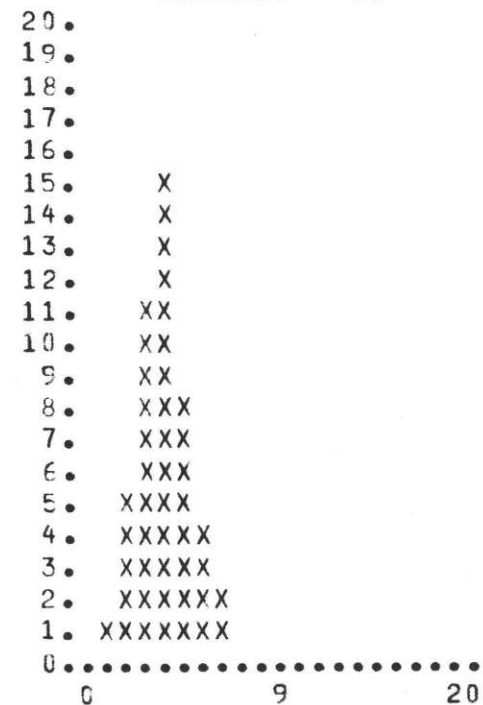 20.
19.
18.
17.
16.
15.    X
14.    X
13.    X
12.    X
11.   XX
10.   XX
9.   XX
8.   XXX
7.   XXX
6.   XXX
5.  XXXX
4.  XXXXX
3.  XXXXX
2.  XXXXXX
1. XXXXXXX
0......................
0 9 20